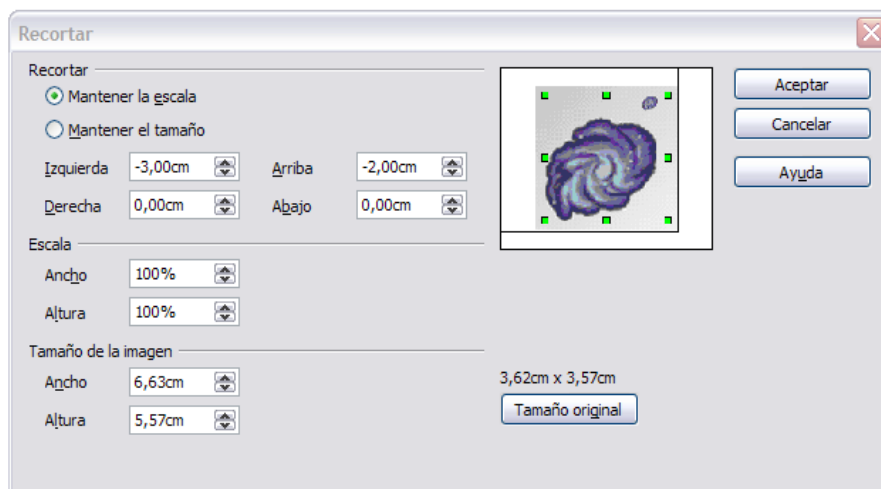 Recortar
Recortar
Mantener la escala
Mantener el tamaño
Izquierda -3,00cm Arriba -2,00cm
Derecha 0,00cm Abajo 0,00cm
Escala
Ancho 100%
Altura 100%
Tamaño de la imagen
Ancho 6,63cm
Altura 5,57cm
3,62cm x 3,57cm
Tamaño original
Aceptar
Cancelar
Ayuda